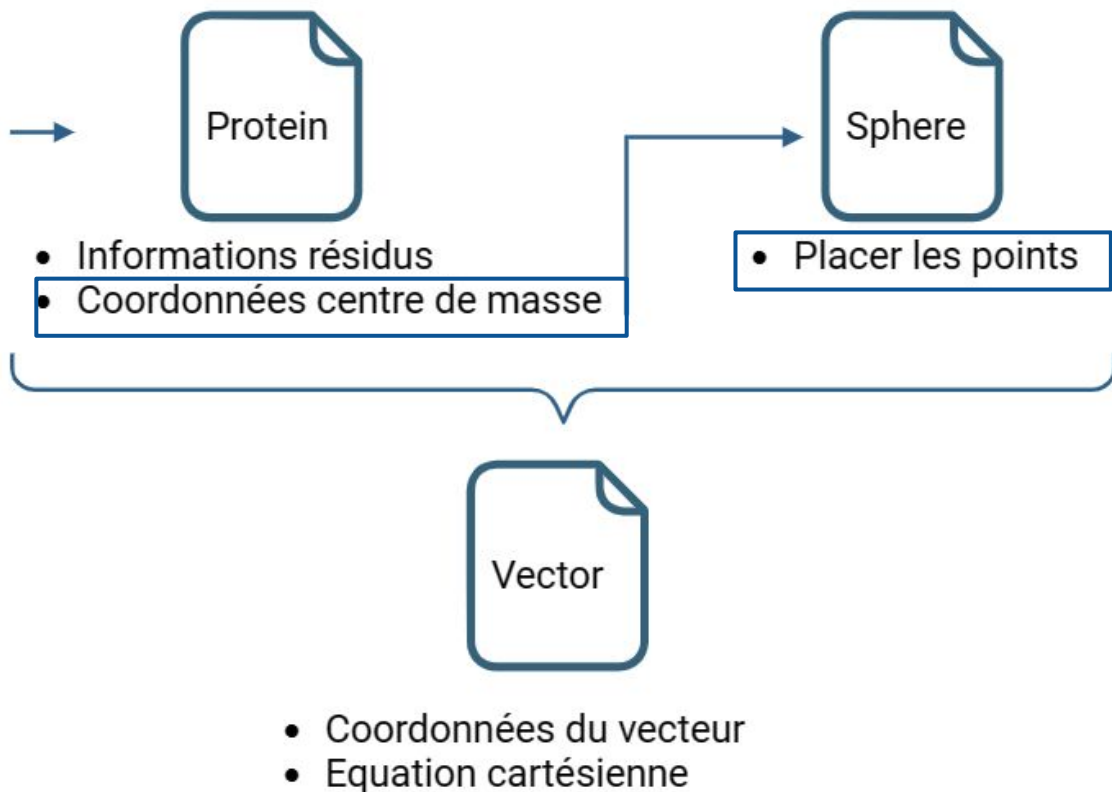 Protein
Sphere
• Informations résidus
• Coordonnées centre de masse
• Placer les points
Vector
• Coordonnées du vecteur
• Equation cartésienne